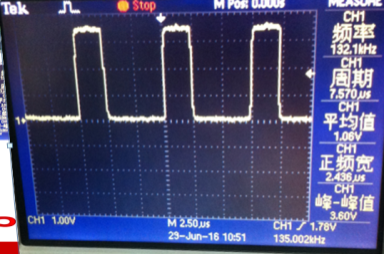 Tek
Stop
M Pos: 0.000s
MEASURE
CH1
频率
132.1kHz
CH1
周期
7.570µs
CH1
平均值
1.06V
CH1
正频宽
2.436µs
CH1
峰-峰值
3.60V
CH1 1.00V
M 2.50µs
CH1 / 1.78V
29-Jun-16 10:51
135.002kHz